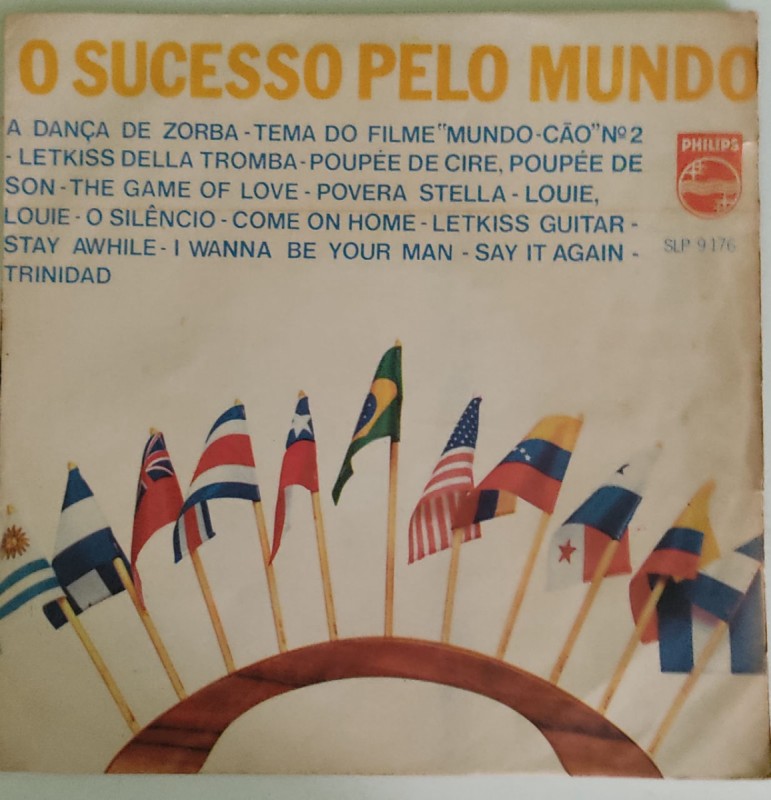 O SUCESSO PELO MUNDO
A DANÇA DE ZORBA - TEMA DO FILME "MUNDO-CÃO" Nº 2
- LETKISS DELLA TROMBA - POUPÉE DE CIRE, POUPÉE DE
SON - THE GAME OF LOVE - POVERA STELLA - LOUIE,
LOUIE - O SILÊNCIO - COME ON HOME - LETKISS GUITAR -
STAY AWHILE - I WANNA BE YOUR MAN - SAY IT AGAIN -
TRINIDAD
PHILIPS
SLP 9176